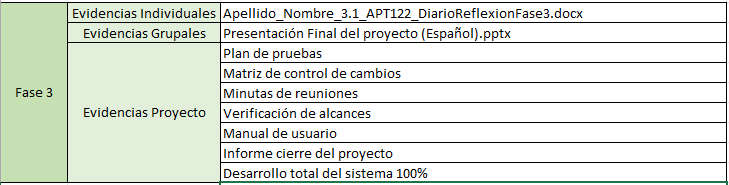 Evidencias Individuales Apellido_Nombre_3.1_APT122_DiarioReflexionFase3.docx
Evidencias Grupales Presentación Final del proyecto (Español).pptx
Fase 3
Evidencias Proyecto
Plan de pruebas
Matriz de control de cambios
Minutas de reuniones
Verificación de alcances
Manual de usuario
Informe cierre del proyecto
Desarrollo total del sistema 100%